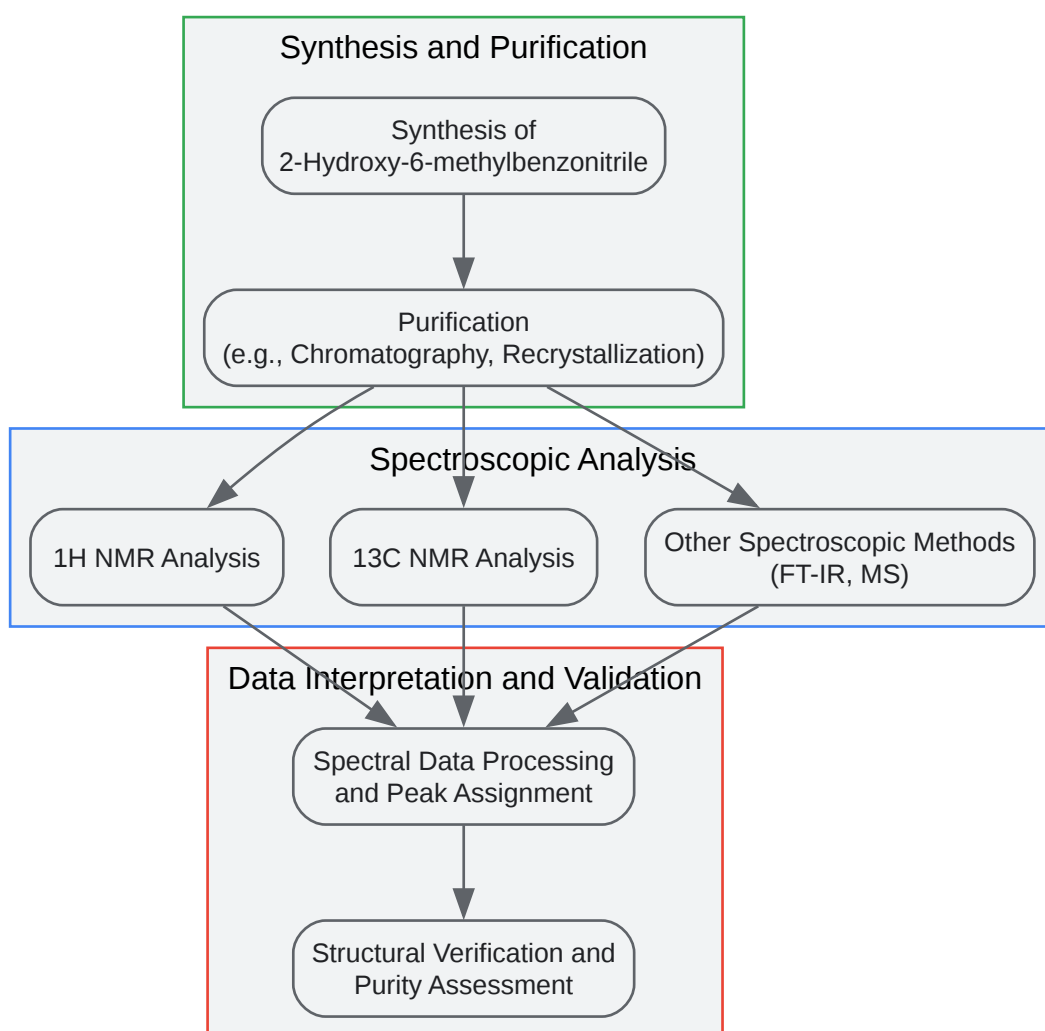 Synthesis and Purification
Synthesis of
2-Hydroxy-6-methylbenzonitrile
Purification
(e.g., Chromatography, Recrystallization)
Spectroscopic Analysis
1H NMR Analysis
13C NMR Analysis
Other Spectroscopic Methods
(FT-IR, MS)
Data Interpretation and Validation
Spectral Data Processing
and Peak Assignment
Structural Verification and
Purity Assessment